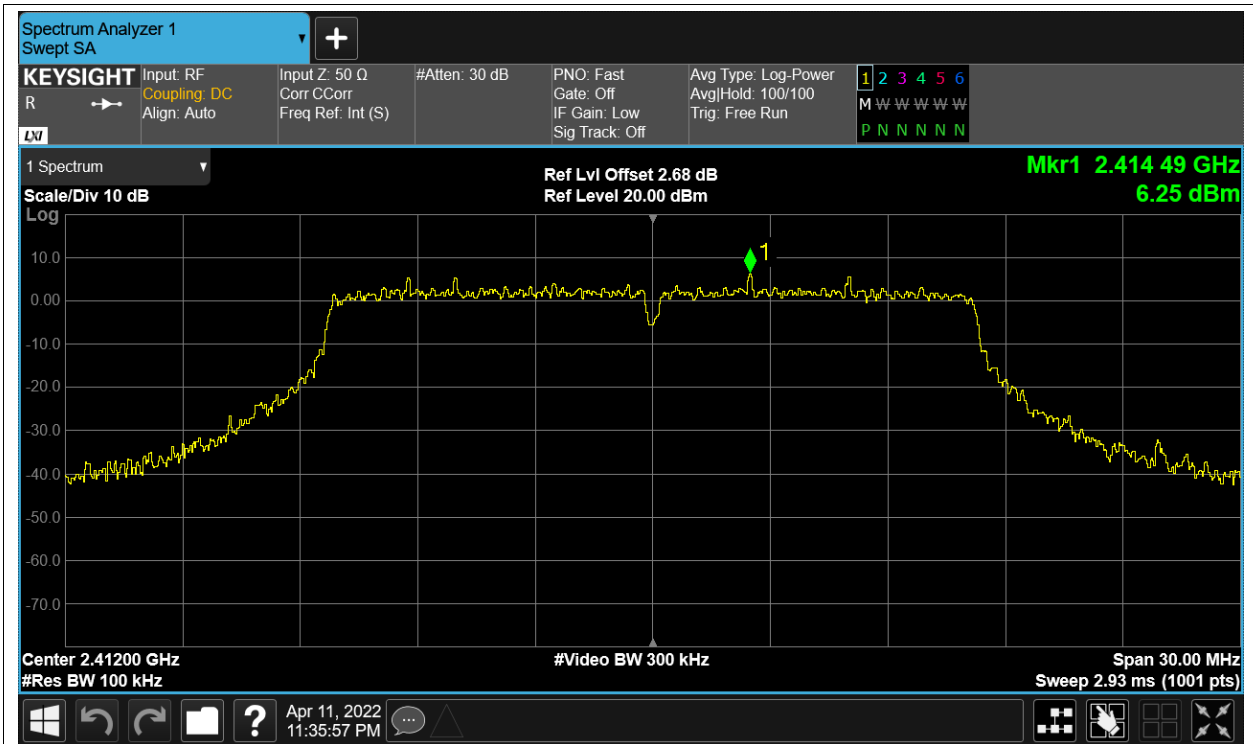 Spectrum Analyzer 1
Swept SA
KEYSIGHT
R
LXI
Input: RF
Coupling: DC
Align: Auto
Input Z: 50 Ω
Corr CCorr
Freq Ref: Int (S)
#Atten: 30 dB
PNO: Fast
Gate: Off
IF Gain: Low
Sig Track: Off
Avg Type: Log-Power
Avg|Hold: 100/100
Trig: Free Run
1 2 3 4 5 6
M W W W W W
P N N N N N
1 Spectrum
Scale/Div 10 dB
Log
Ref Lvl Offset 2.68 dB
Ref Level 20.00 dBm
Mkr1 2.414 49 GHz
6.25 dBm
1
10.0
0.00
-10.0
-20.0
-30.0
-40.0
-50.0
-60.0
-70.0
Center 2.41200 GHz
#Res BW 100 kHz
#Video BW 300 kHz
Span 30.00 MHz
Sweep 2.93 ms (1001 pts)
?
Apr 11, 2022
11:35:57 PM